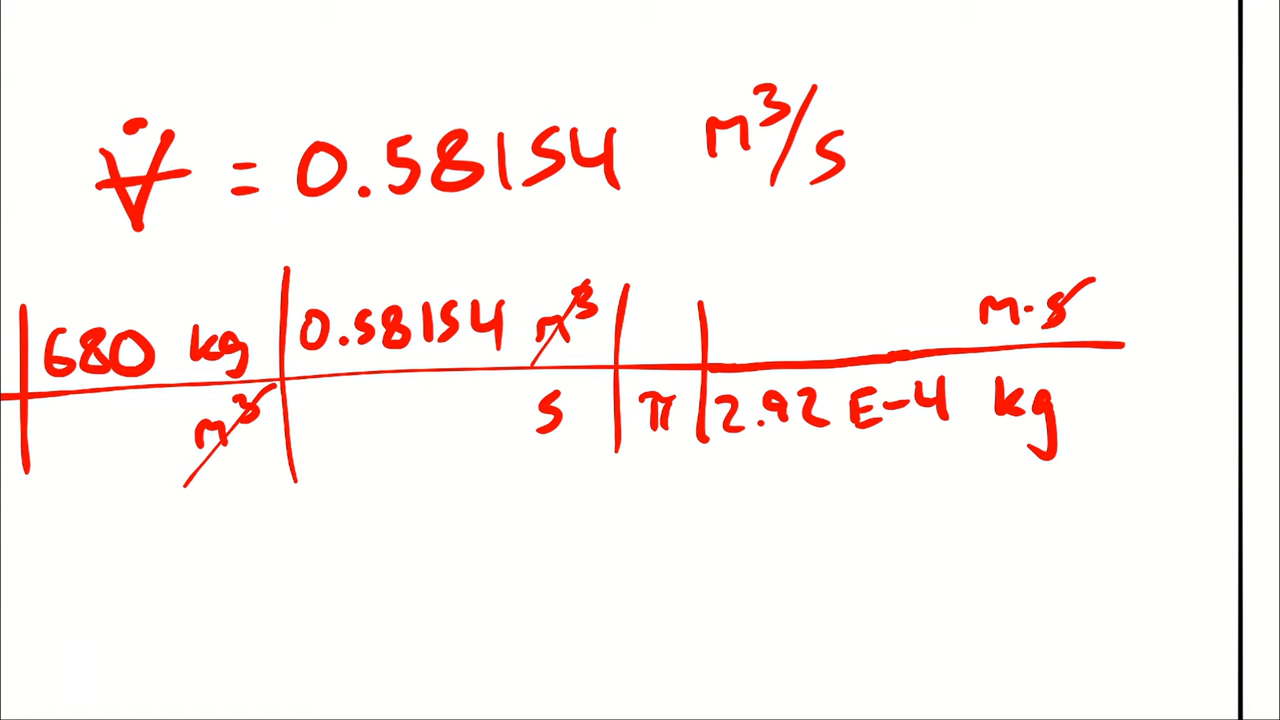 V̇ = 0.58154 m³/s
680 kg | 0.58154 m³ | | m·s
m³ | s | π | 2.92 E-4 kg